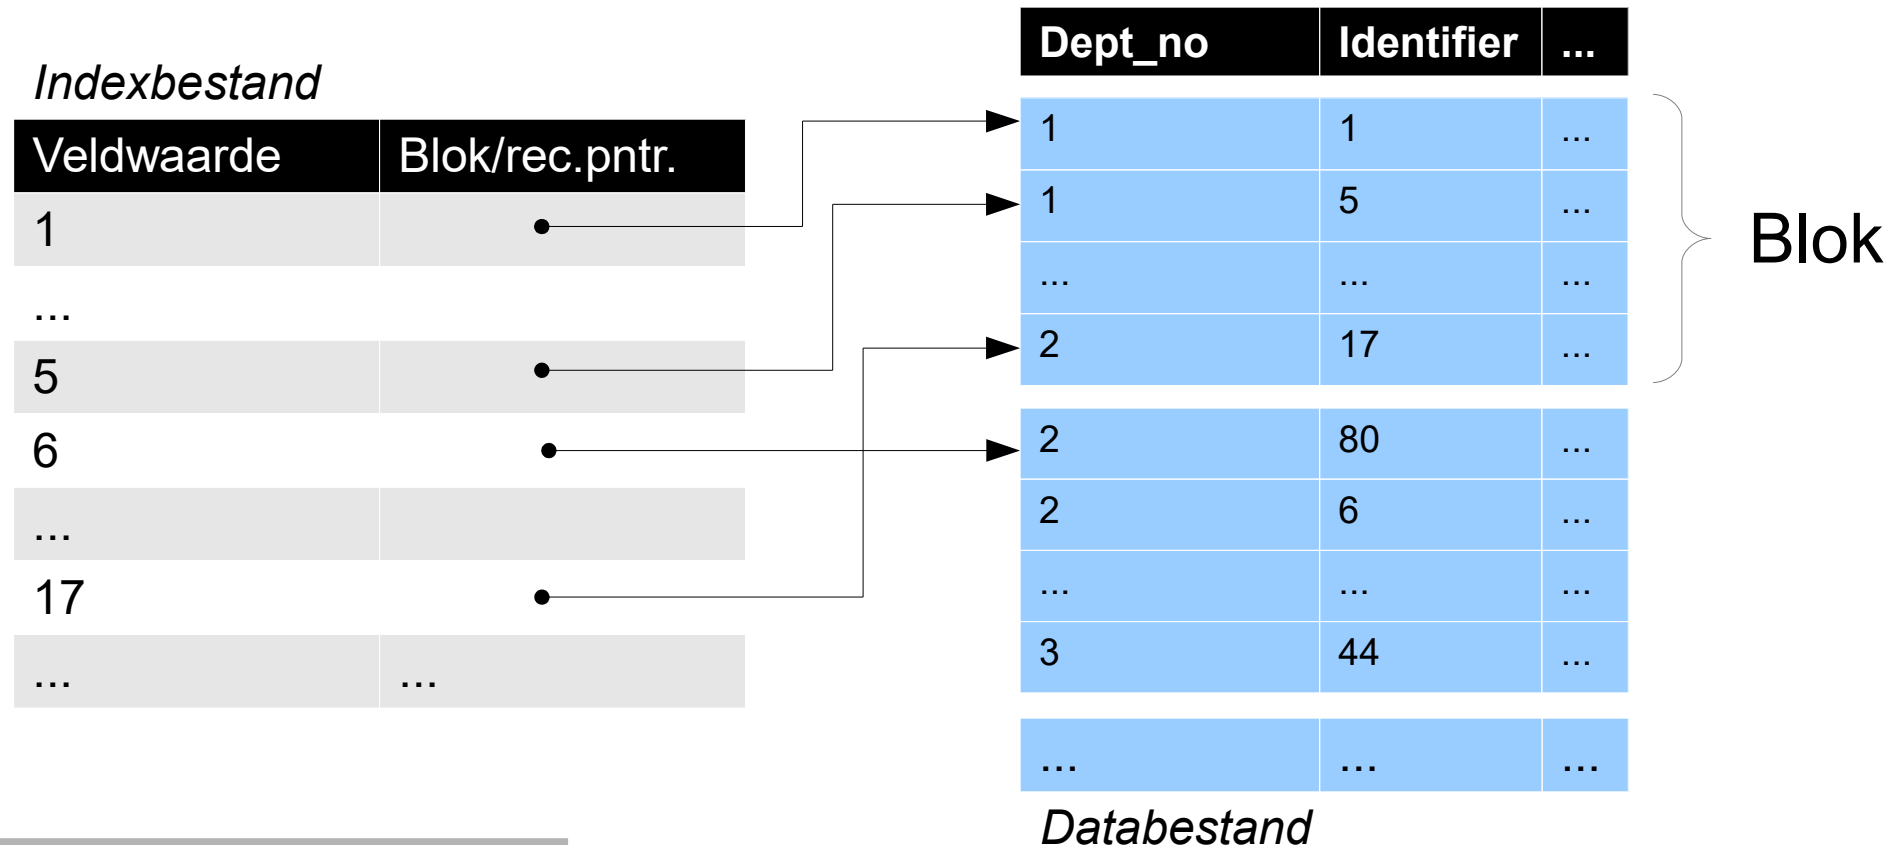 Indexbestand
Veldwaarde Blok/rec.pntr.
1
...
5
6
...
17
... ...
Dept_no Identifier ...
1 1 ...
1 5 ...
... ... ...
2 17 ...
2 80 ...
2 6 ...
... ... ...
3 44 ...
... ... ...
Databestand
Blok